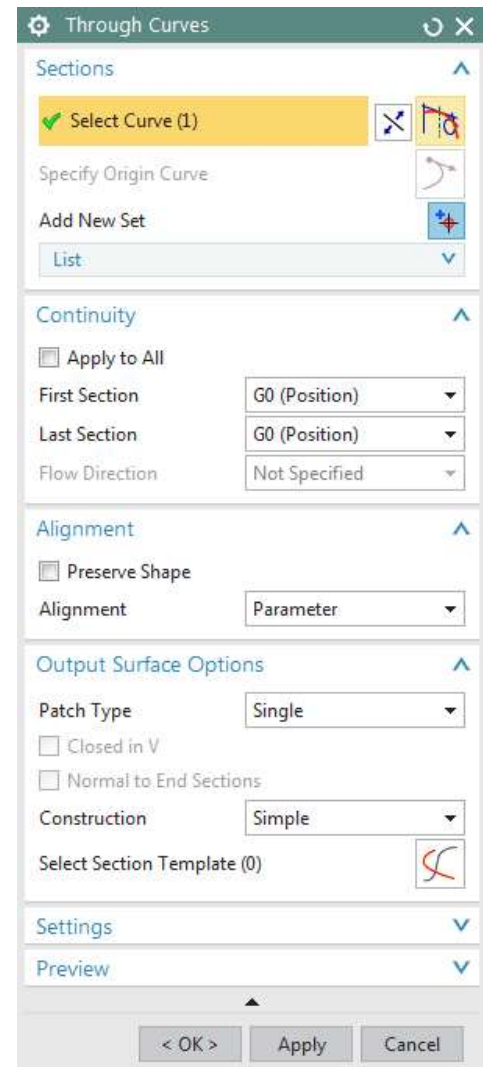 Through Curves
Sections
Select Curve (1)
Specify Origin Curve
Add New Set
List
Continuity
Apply to All
First Section G0 (Position)
Last Section G0 (Position)
Flow Direction Not Specified
Alignment
Preserve Shape
Alignment Parameter
Output Surface Options
Patch Type Single
Closed in V
Normal to End Sections
Construction Simple
Select Section Template (0)
Settings
Preview
< OK > Apply Cancel